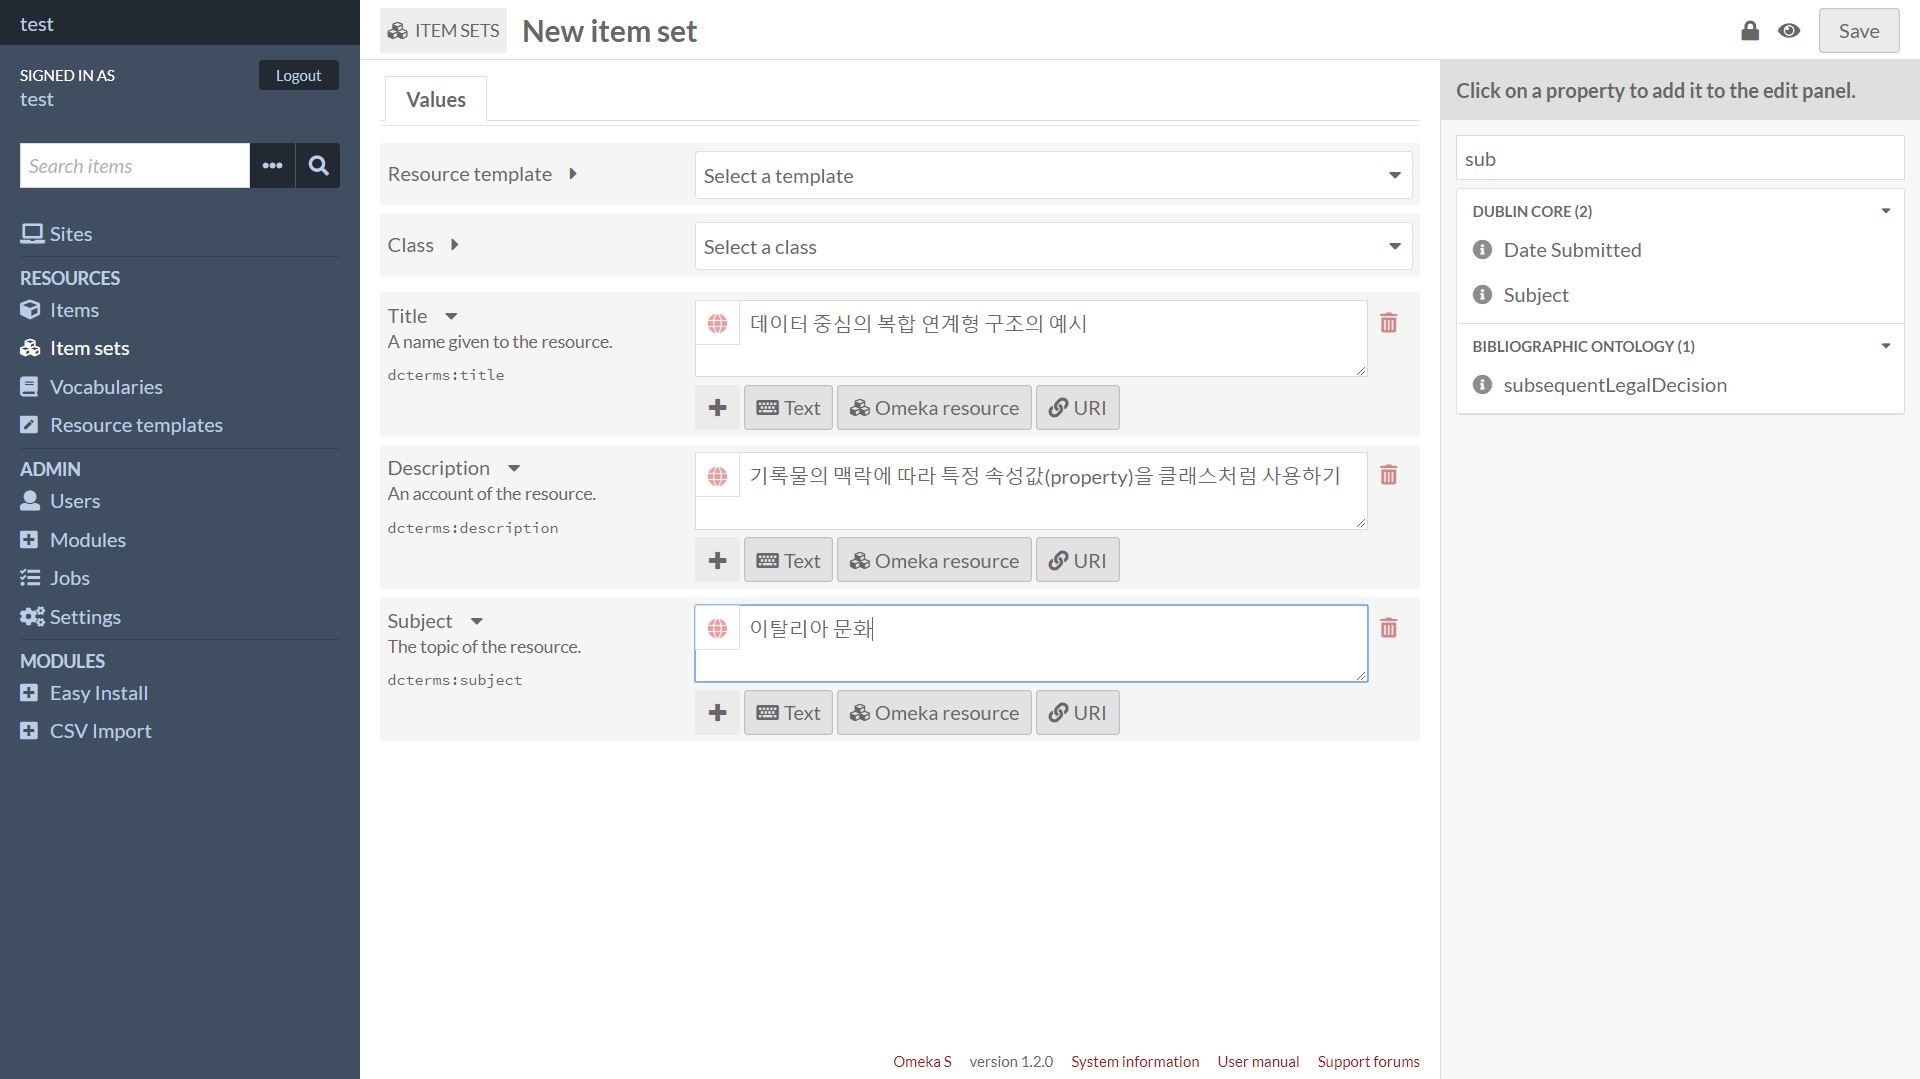 test
SIGNED IN AS
Logout
test
Search items
Sites
RESOURCES
Items
Item sets
Vocabularies
Resource templates
ADMIN
Users
Modules
Jobs
Settings
MODULES
Easy Install
CSV Import
ITEM SETS
New item set
Save
Values
Resource template
Select a template
Class
Select a class
Title
A name given to the resource.
dcterms:title
데이터 중심의 복합 연계형 구조의 예시
Text
Omeka resource
URI
Description
An account of the resource.
dcterms:description
기록물의 맥락에 따라 특정 속성값(property)을 클래스처럼 사용하기
Text
Omeka resource
URI
Subject
The topic of the resource.
dcterms:subject
이탈리아 문화
Text
Omeka resource
URI
Click on a property to add it to the edit panel.
sub
DUBLIN CORE (2)
Date Submitted
Subject
BIBLIOGRAPHIC ONTOLOGY (1)
subsequentLegalDecision
Omeka S version 1.2.0 System information User manual Support forums